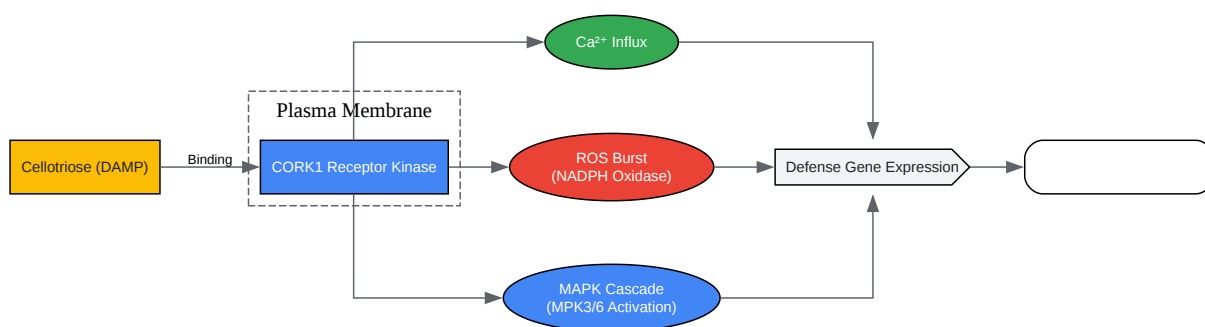 Ca²⁺ Influx
Plasma Membrane
Cellotriose (DAMP)
Binding
CORK1 Receptor Kinase
ROS Burst
(NADPH Oxidase)
Defense Gene Expression
MAPK Cascade
(MPK3/6 Activation)